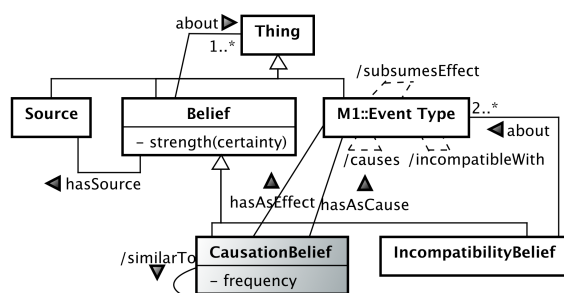 about
Thing
1..*
/subsumesEffect
Source
Belief
M1::Event Type
2..*
- strength(certainty)
about
/causes
/incompatibleWith
hasSource
hasAsEffect
hasAsCause
/similarTo
CausationBelief
IncompatibilityBelief
- frequency